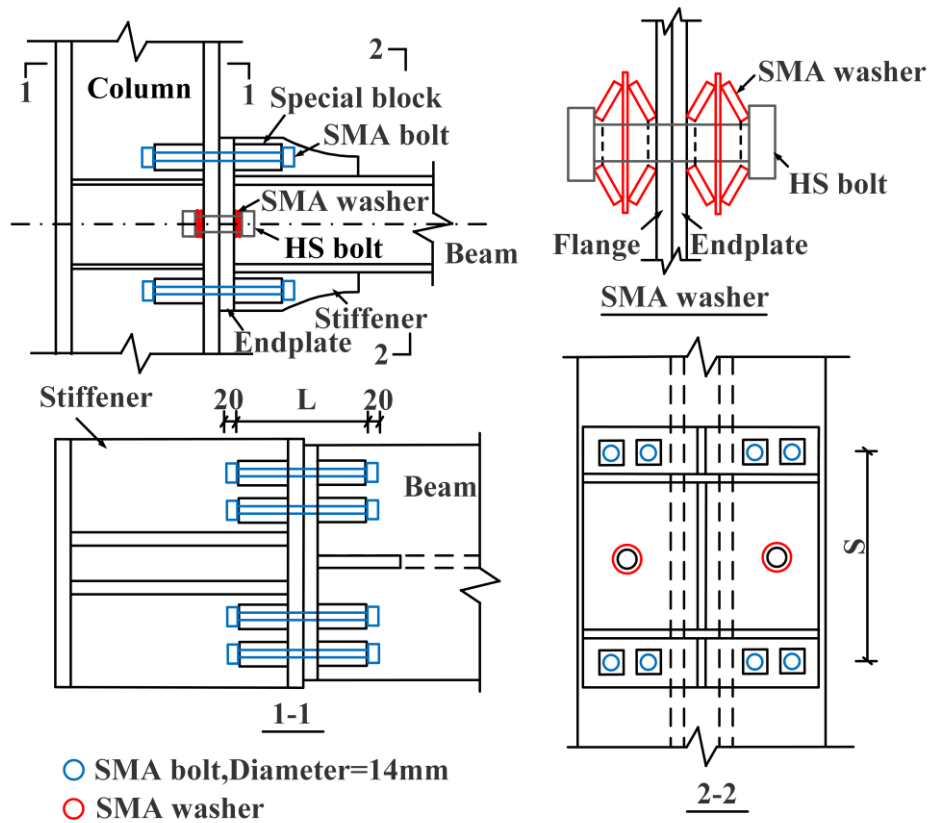 1
Column
1
2
Special block
SMA bolt
SMA washer
HS bolt
Beam
Stiffener
Endplate
2
SMA washer
HS bolt
Flange
Endplate
SMA washer
Stiffener
20
L
20
Beam
1-1
S
2-2
SMA bolt,Diameter=14mm
SMA washer